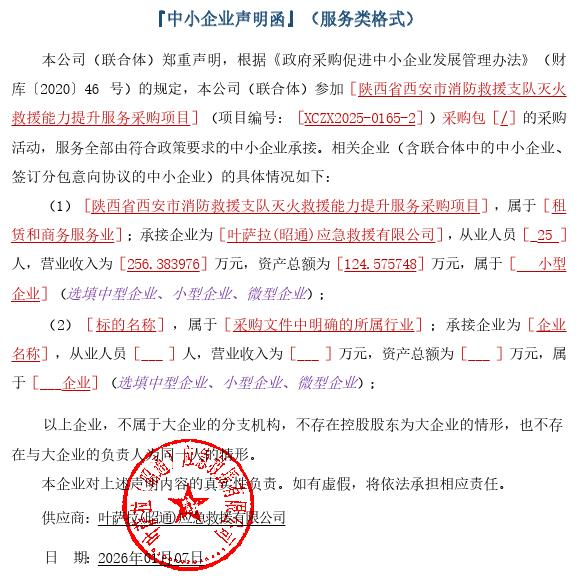 『中小企业声明函』（服务类格式）
本公司（联合体）郑重声明，根据《政府采购促进中小企业发展管理办法》（财
库〔2020〕46 号）的规定，本公司（联合体）参加［陕西省西安市消防救援支队灭火
救援能力提升服务采购项目］（项目编号：［XCZX2025-0165-2］）采购包［/］的采购
活动，服务全部由符合政策要求的中小企业承接。相关企业（含联合体中的中小企业、
签订分包意向协议的中小企业）的具体情况如下：
（1）［陕西省西安市消防救援支队灭火救援能力提升服务采购项目］，属于［租
赁和商务服务业］；承接企业为［叶萨拉(昭通)应急救援有限公司］，从业人员［ 25 ］
人，营业收入为［256.383976］万元，资产总额为［124.575748］万元，属于［ 小型
企业］（选填中型企业、小型企业、微型企业）；
（2）［标的名称］，属于［采购文件中明确的所属行业］；承接企业为［企业
名称］，从业人员［___ ］人，营业收入为［___ ］万元，资产总额为［___ ］万元，属
于［___企业］（选填中型企业、小型企业、微型企业）；
以上企业，不属于大企业的分支机构，不存在控股股东为大企业的情形，也不存
在与大企业的负责人为同一人的情形。
本企业对上述声明内容的真实性负责。如有虚假，将依法承担相应责任。
供应商：叶萨拉(昭通)应急救援有限公司
日 期：2026年01月07日
叶萨拉（昭通）应急救援有限公司